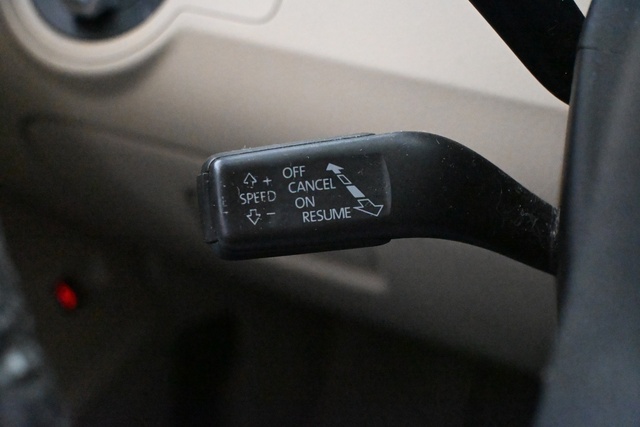 OFF
CANCEL
ON
RESUME
+
SPEED
−